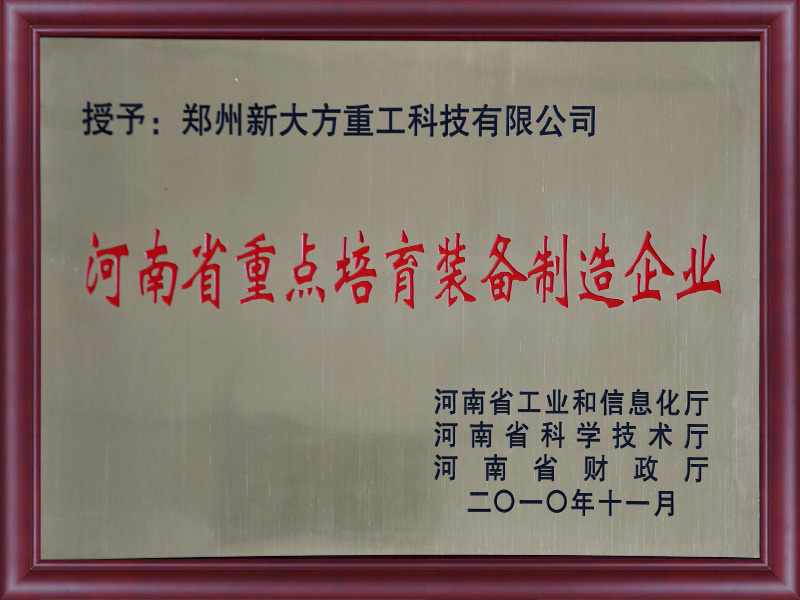 授予：郑州新大方重工科技有限公司
河南省重点培育装备制造企业
河南省工业和信息化厅
河南省科学技术厅
河南省财政厅
二〇一〇年十一月